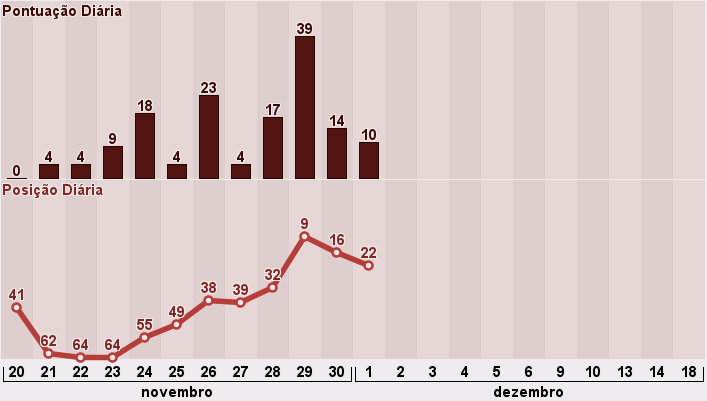 Pontuação Diária
0 4 4 9 18 4 23 4 17 39 14 10
Posição Diária
41 62 64 64 55 49 38 39 32 9 16 22
20 21 22 23 24 25 26 27 28 29 30 1 2 3 4 5 6 9 10 13 14 18
novembro dezembro